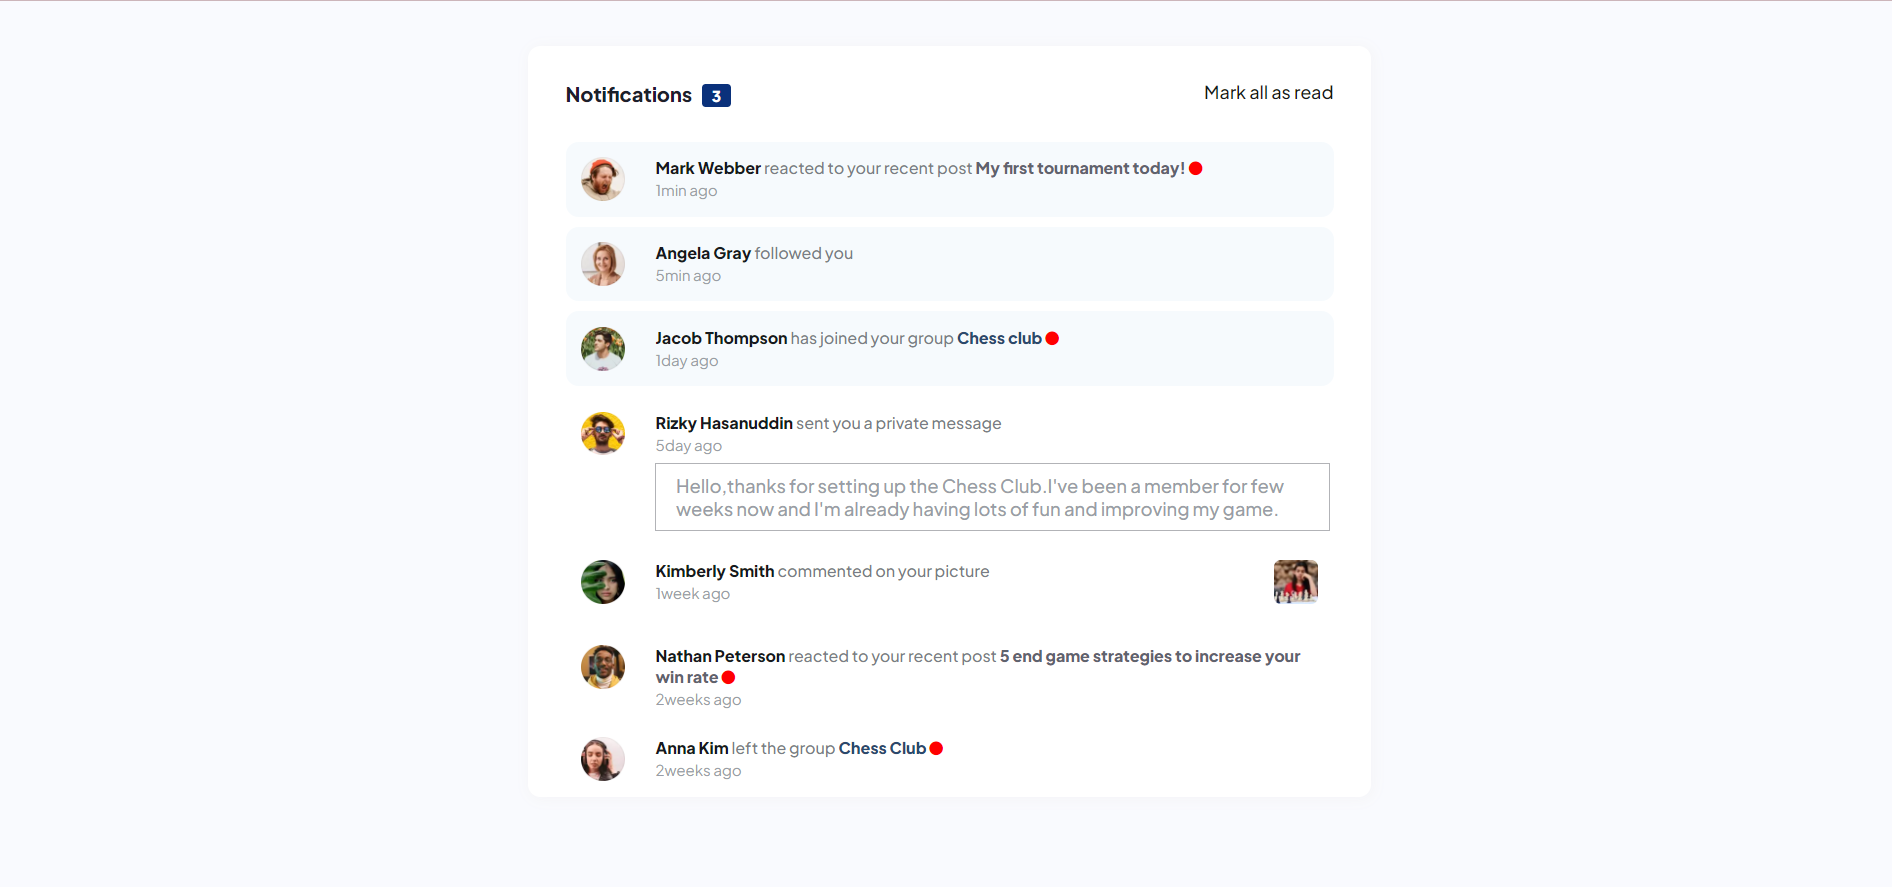 Notifications 3
Mark all as read
Mark Webber reacted to your recent post My first tournament today!
1min ago
Angela Gray followed you
5min ago
Jacob Thompson has joined your group Chess club
1day ago
Rizky Hasanuddin sent you a private message
5day ago
Hello,thanks for setting up the Chess Club.I've been a member for few
weeks now and I'm already having lots of fun and improving my game.
Kimberly Smith commented on your picture
1week ago
Nathan Peterson reacted to your recent post 5 end game strategies to increase your
win rate
2weeks ago
Anna Kim left the group Chess Club
2weeks ago